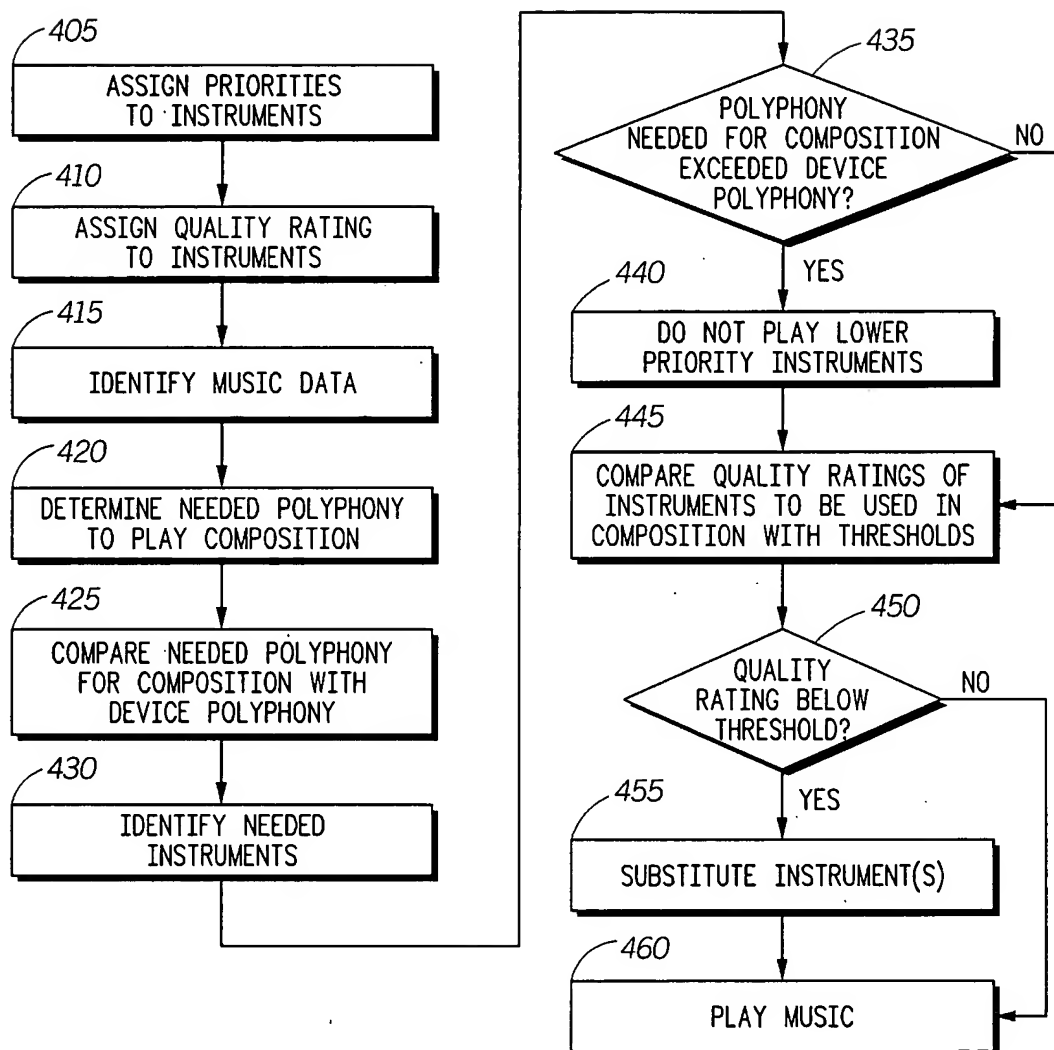 405
ASSIGN PRIORITIES
TO INSTRUMENTS
410
ASSIGN QUALITY RATING
TO INSTRUMENTS
415
IDENTIFY MUSIC DATA
420
DETERMINE NEEDED POLYPHONY
TO PLAY COMPOSITION
425
COMPARE NEEDED POLYPHONY
FOR COMPOSITION WITH
DEVICE POLYPHONY
430
IDENTIFY NEEDED
INSTRUMENTS
435
POLYPHONY
NEEDED FOR COMPOSITION
EXCEEDED DEVICE
POLYPHONY?
NO
YES
440
DO NOT PLAY LOWER
PRIORITY INSTRUMENTS
445
COMPARE QUALITY RATINGS OF
INSTRUMENTS TO BE USED IN
COMPOSITION WITH THRESHOLDS
450
QUALITY
RATING BELOW
THRESHOLD?
NO
YES
455
SUBSTITUTE INSTRUMENT(S)
460
PLAY MUSIC